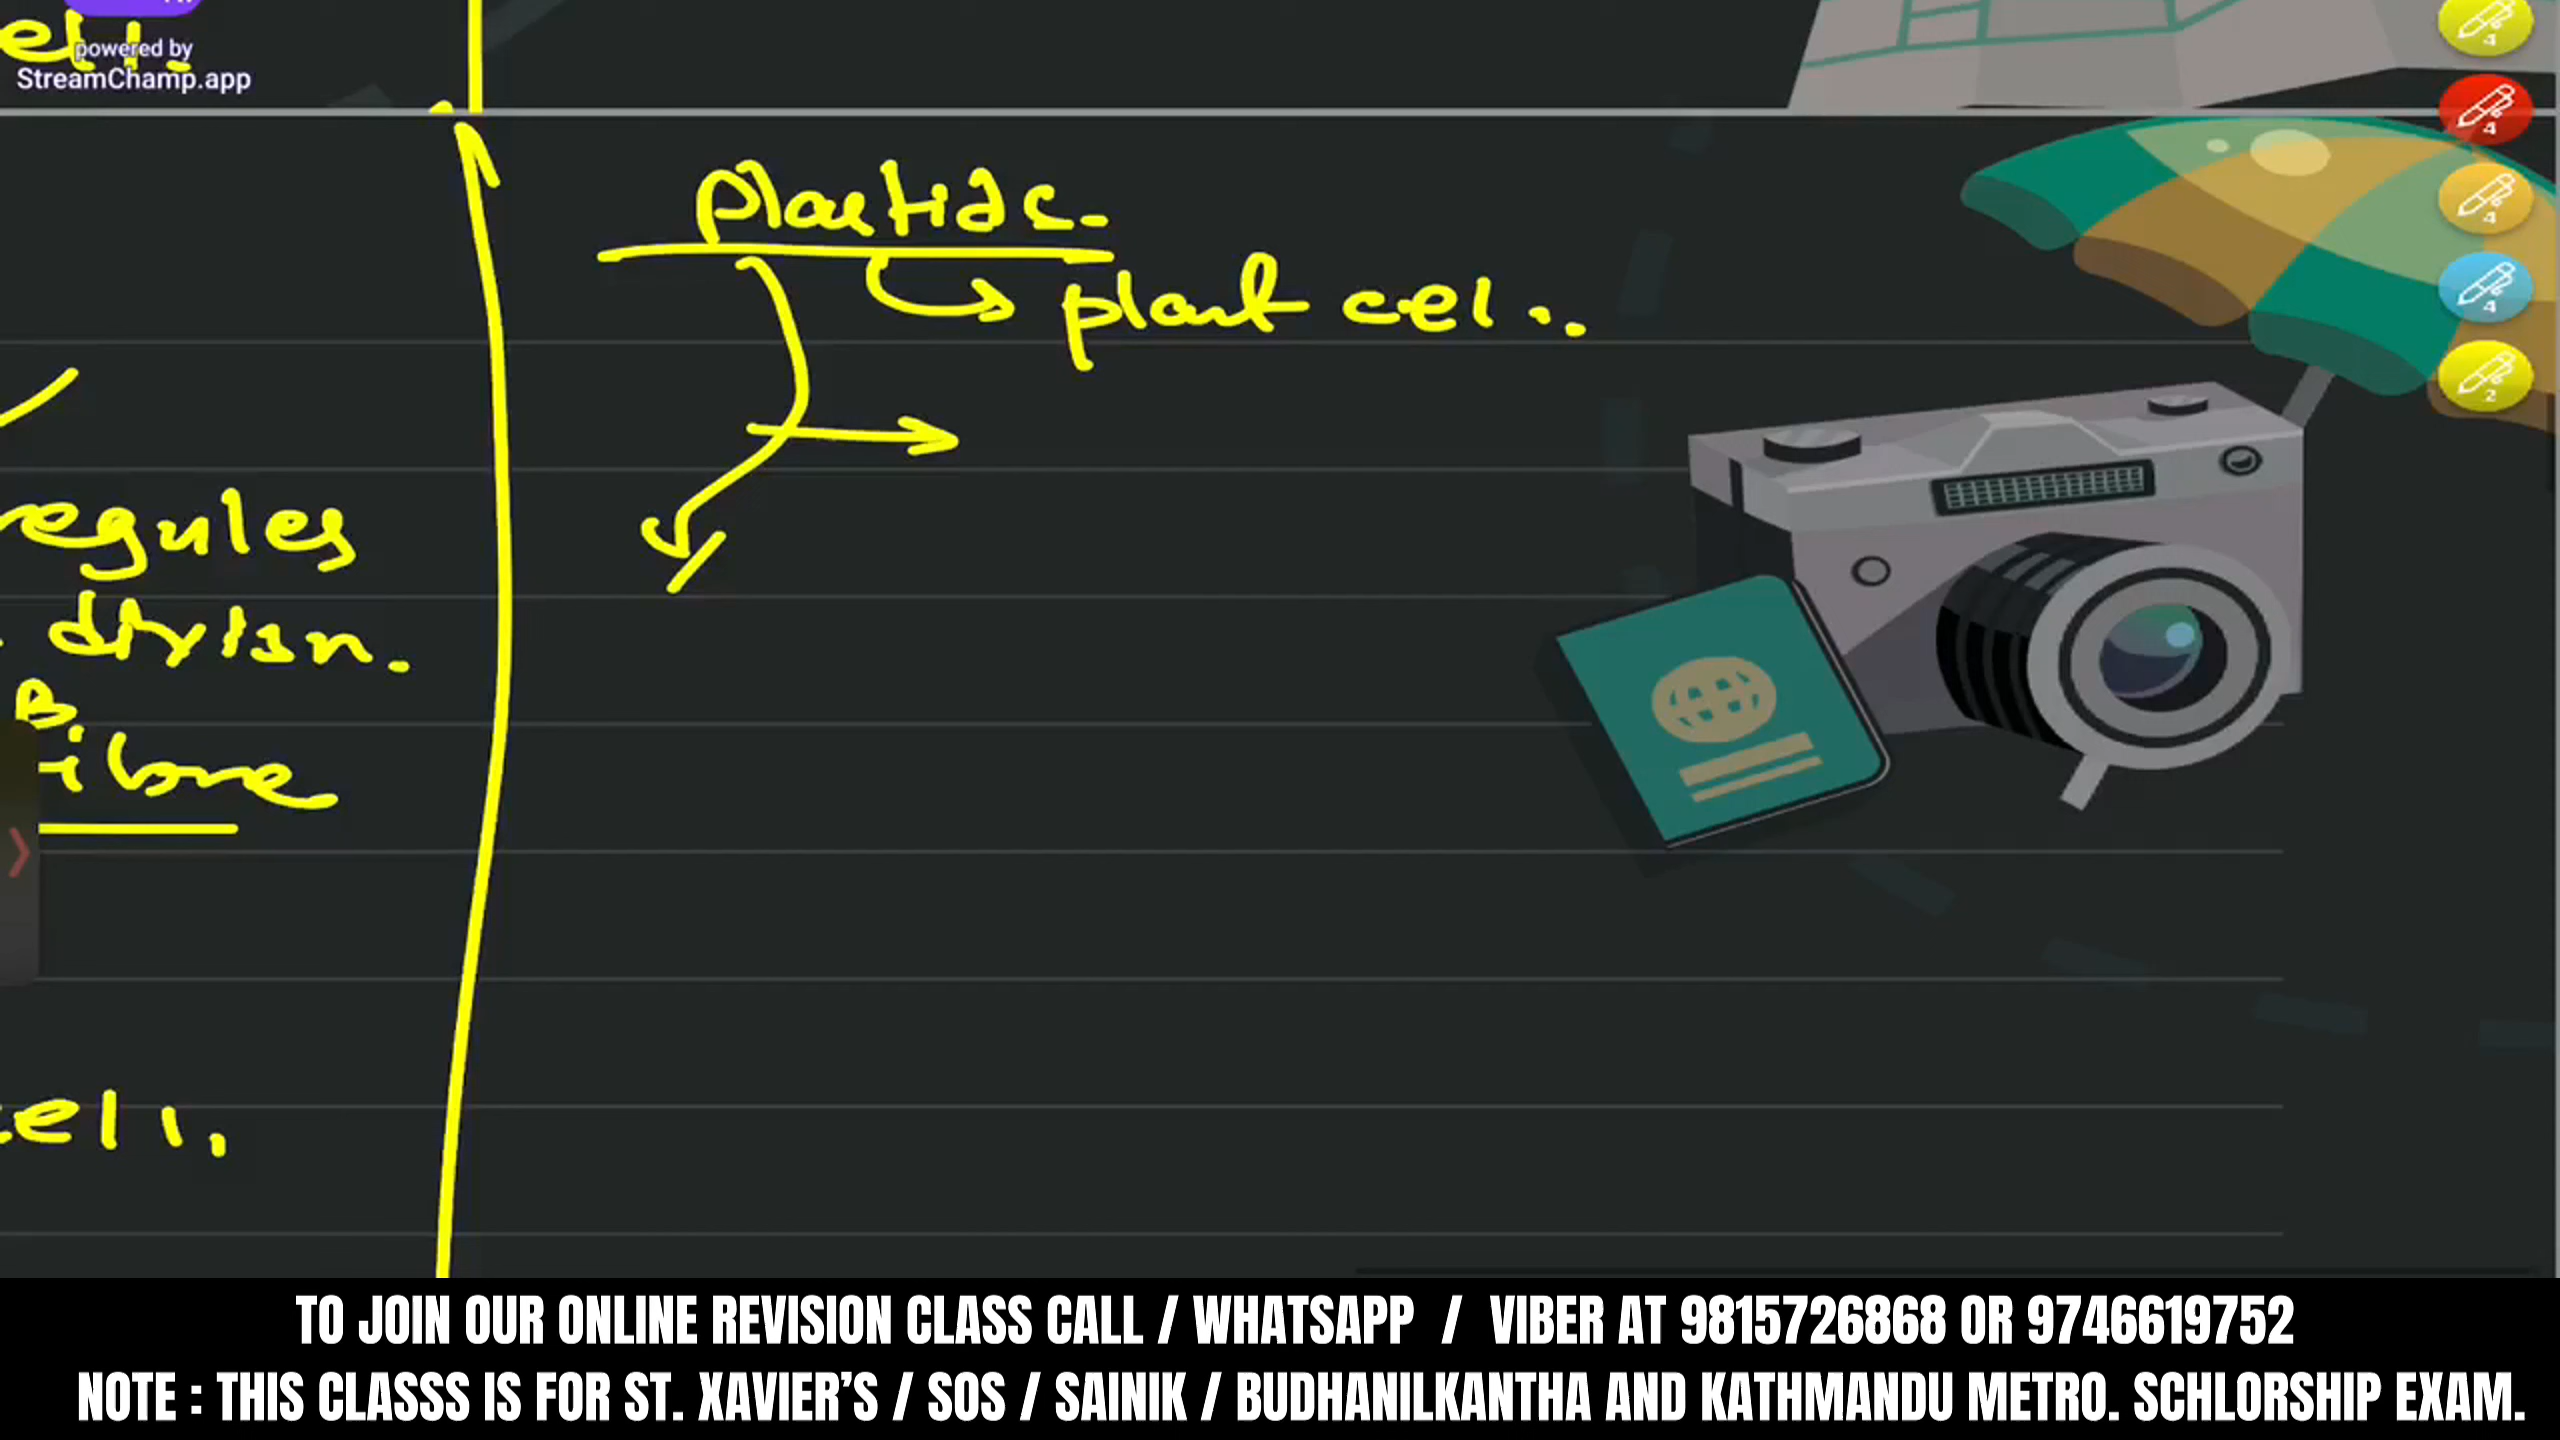 powered by
StreamChamp.app
plastids.
plant cell.
regules
cell.
TO JOIN OUR ONLINE REVISION CLASS CALL / WHATSAPP / VIBER AT 9815726868 OR 9746619752
NOTE : THIS CLASSS IS FOR ST. XAVIER'S / SOS / SAINIK / BUDHANILKANTHA AND KATHMANDU METRO. SCHLORSHIP EXAM.